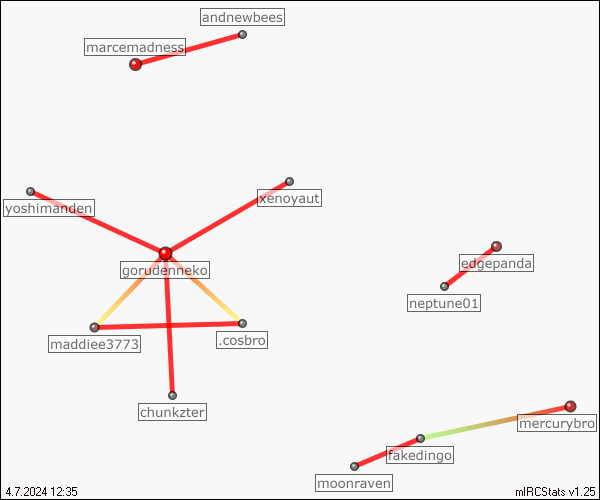 andnewbees
marcemadness
xenoyaut
yoshimanden
edgepanda
gorudenneko
neptune01
.cosbro
maddiee3773
chunkzter
mercurybro
fakedingo
moonraven
4.7.2024 12:35
mIRCStats v1.25